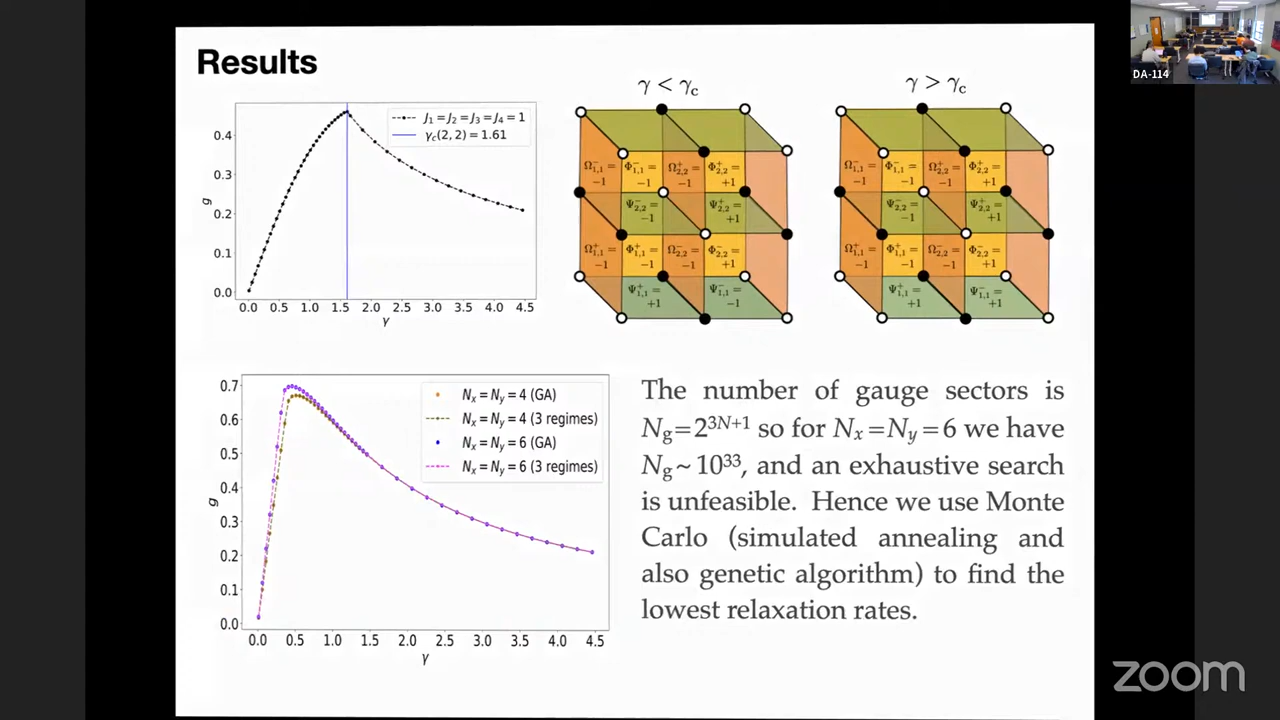 Results
DA-114
0.4
0.3
0.2
0.1
0.0
g
0.0 0.5 1.0 1.5 2.0 2.5 3.0 3.5 4.0 4.5
γ
J₁ = J₂ = J₃ = J₄ = 1
γc(2, 2) = 1.61
γ < γc
Ω⁻₁,₁= −1 Φ⁻₁,₁= −1 Ω⁺₂,₂= −1 Φ⁺₂,₂= +1
Ψ⁻₂,₂= −1 Ψ⁺₂,₂= +1
Ω⁺₁,₁= −1 Φ⁺₁,₁= −1 Ω⁻₂,₂= −1 Φ⁻₂,₂= +1
Ψ⁺₁,₁= +1 Ψ⁻₁,₁= −1
γ > γc
Ω⁻₁,₁= −1 Φ⁻₁,₁= −1 Ω⁺₂,₂= −1 Φ⁺₂,₂= +1
Ψ⁻₂,₂= −1 Ψ⁺₂,₂= +1
Ω⁺₁,₁= −1 Φ⁺₁,₁= −1 Ω⁻₂,₂= −1 Φ⁻₂,₂= +1
Ψ⁺₁,₁= +1 Ψ⁻₁,₁= +1
0.7
0.6
0.5
0.4
0.3
0.2
0.1
0.0
g
0.0 0.5 1.0 1.5 2.0 2.5 3.0 3.5 4.0 4.5
γ
Nx = Ny = 4 (GA)
Nx = Ny = 4 (3 regimes)
Nx = Ny = 6 (GA)
Nx = Ny = 6 (3 regimes)
The number of gauge sectors is
Ng=2³ᴺ⁺¹ so for Nx=Ny=6 we have
Ng~10³³, and an exhaustive search
is unfeasible. Hence we use Monte
Carlo (simulated annealing and
also genetic algorithm) to find the
lowest relaxation rates.
zoom